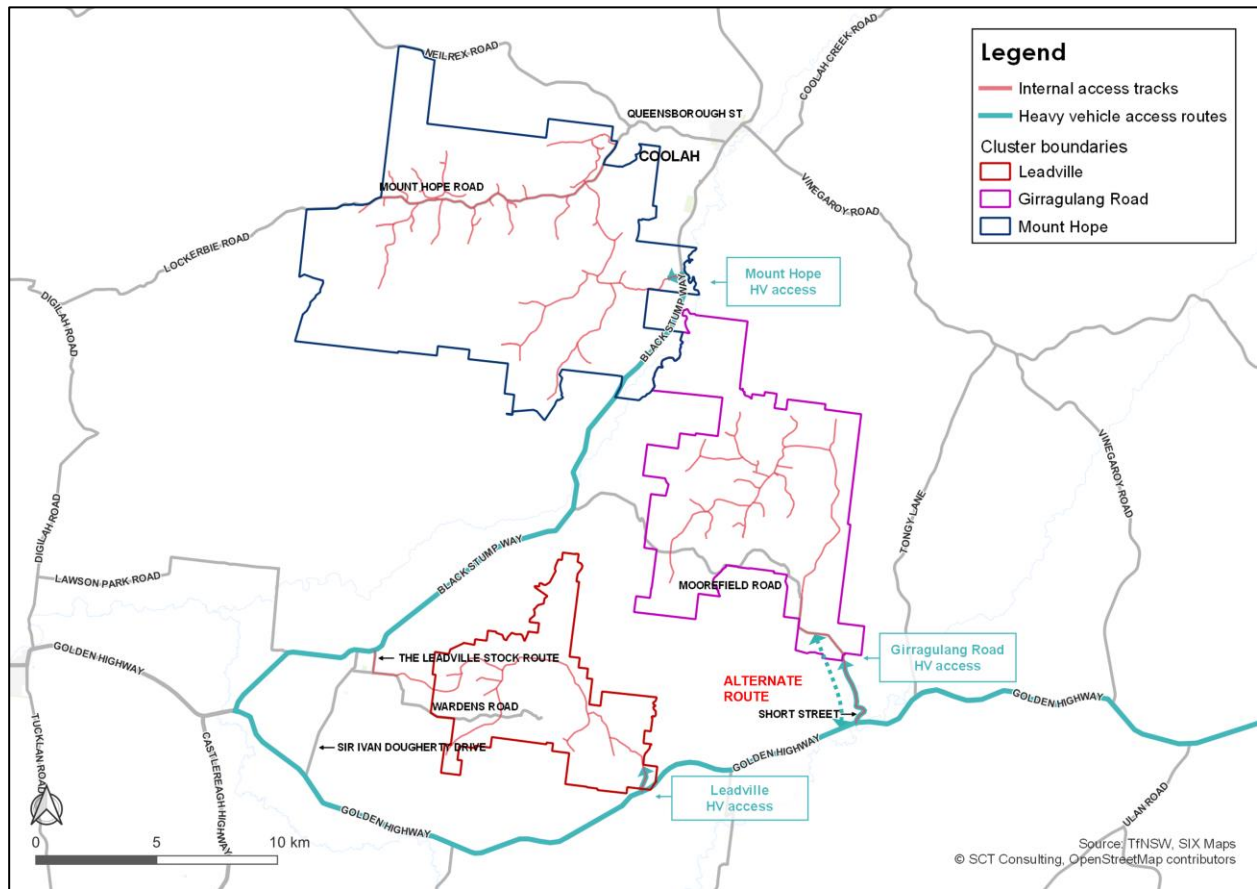 NEILREX ROAD
COOLAH CREEK ROAD
QUEENSBOROUGH ST
COOLAH
MOUNT HOPE ROAD
VINEGAROY ROAD
LOCKERBIE ROAD
DIGILAH ROAD
Legend
Internal access tracks
Heavy vehicle access routes
Cluster boundaries
Leadville
Girragulang Road
Mount Hope
Mount Hope
HV access
BLACK STUMP WAY
DIGILAH ROAD
LAWSON PARK ROAD
BLACK STUMP WAY
TONGY LANE
VINEGAROY ROAD
MOOREFIELD ROAD
GOLDEN HIGHWAY
THE LEADVILLE STOCK ROUTE
Girragulang Road
HV access
ALTERNATE
ROUTE
WARDENS ROAD
SHORT STREET
GOLDEN HIGHWAY
TUCKLAN ROAD
CASTLEREAGH HIGHWAY
SIR IVAN DOUGHERTY DRIVE
GOLDEN HIGHWAY
Leadville
HV access
GOLDEN HIGHWAY
ULAN ROAD
0 5 10 km
Source: TfNSW, SIX Maps
© SCT Consulting, OpenStreetMap contributors